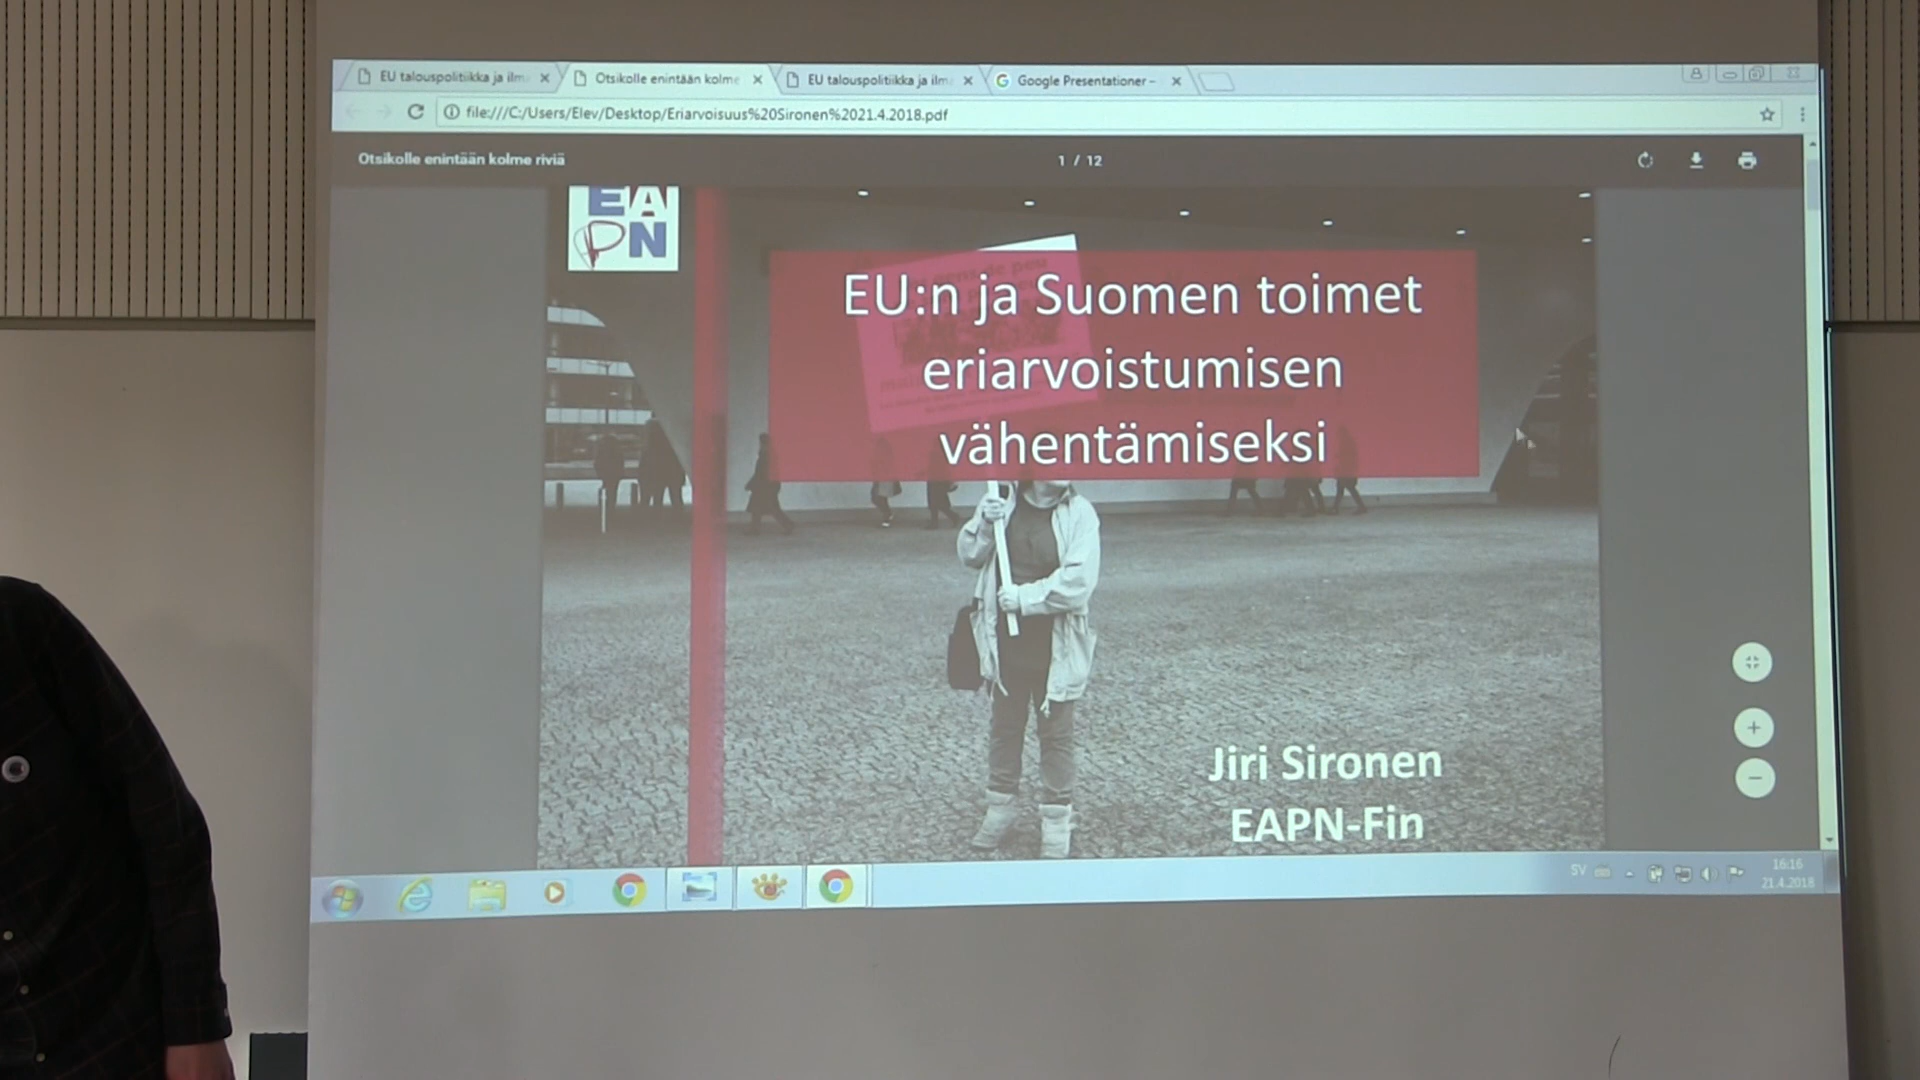 EU talouspolitiikka ja ilm
Otsikolle enintään kolme
EU talouspolitiikka ja ilm
Google Presentationer –
file:///C:/Users/Elev/Desktop/Eriarvoisuus%20Sironen%2021.4.2018.pdf
Otsikolle enintään kolme riviä
1 / 12
EA
PN
EU:n ja Suomen toimet
eriarvoistumisen
vähentämiseksi
Jiri Sironen
EAPN-Fin
SV
16:16
21.4.2018